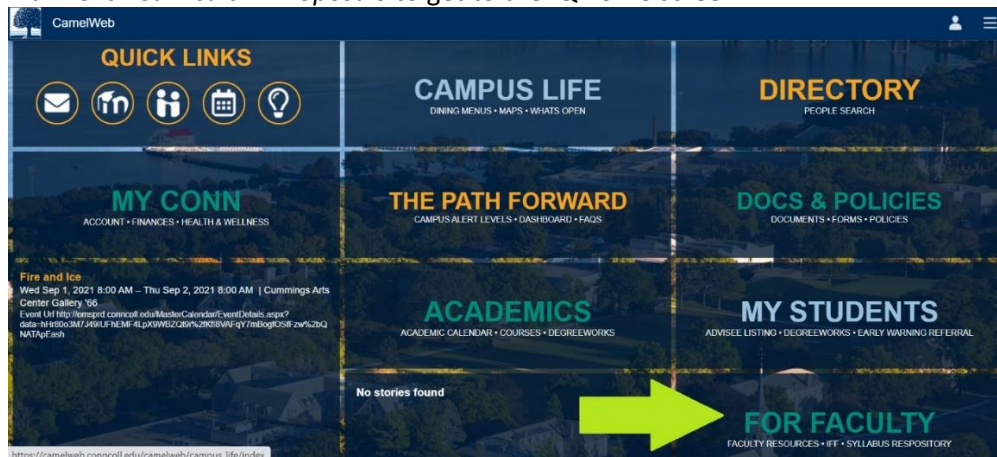 CamelWeb
QUICK LINKS
CAMPUS LIFE
DINING MENUS • MAPS • WHATS OPEN
DIRECTORY
PEOPLE SEARCH
MY CONN
ACCOUNT • FINANCES • HEALTH & WELLNESS
THE PATH FORWARD
CAMPUS ALERT LEVELS • DASHBOARD • FAQS
DOCS & POLICIES
DOCUMENTS • FORMS • POLICIES
Fire and Ice
Wed Sep 1, 2021 8:00 AM – Thu Sep 2, 2021 8:00 AM | Cummings Arts
Center Gallery '66
Event Url
ACADEMICS
ACADEMIC CALENDAR • COURSES • DEGREEWORKS
MY STUDENTS
ADVISEE LISTING • DEGREEWORKS • EARLY WARNING REFERRAL
No stories found
FOR FACULTY
FACULTY RESOURCES • IFF • SYLLABUS RESPOSITORY
https://camelweb.conncoll.edu/camelweb/campus_life/index